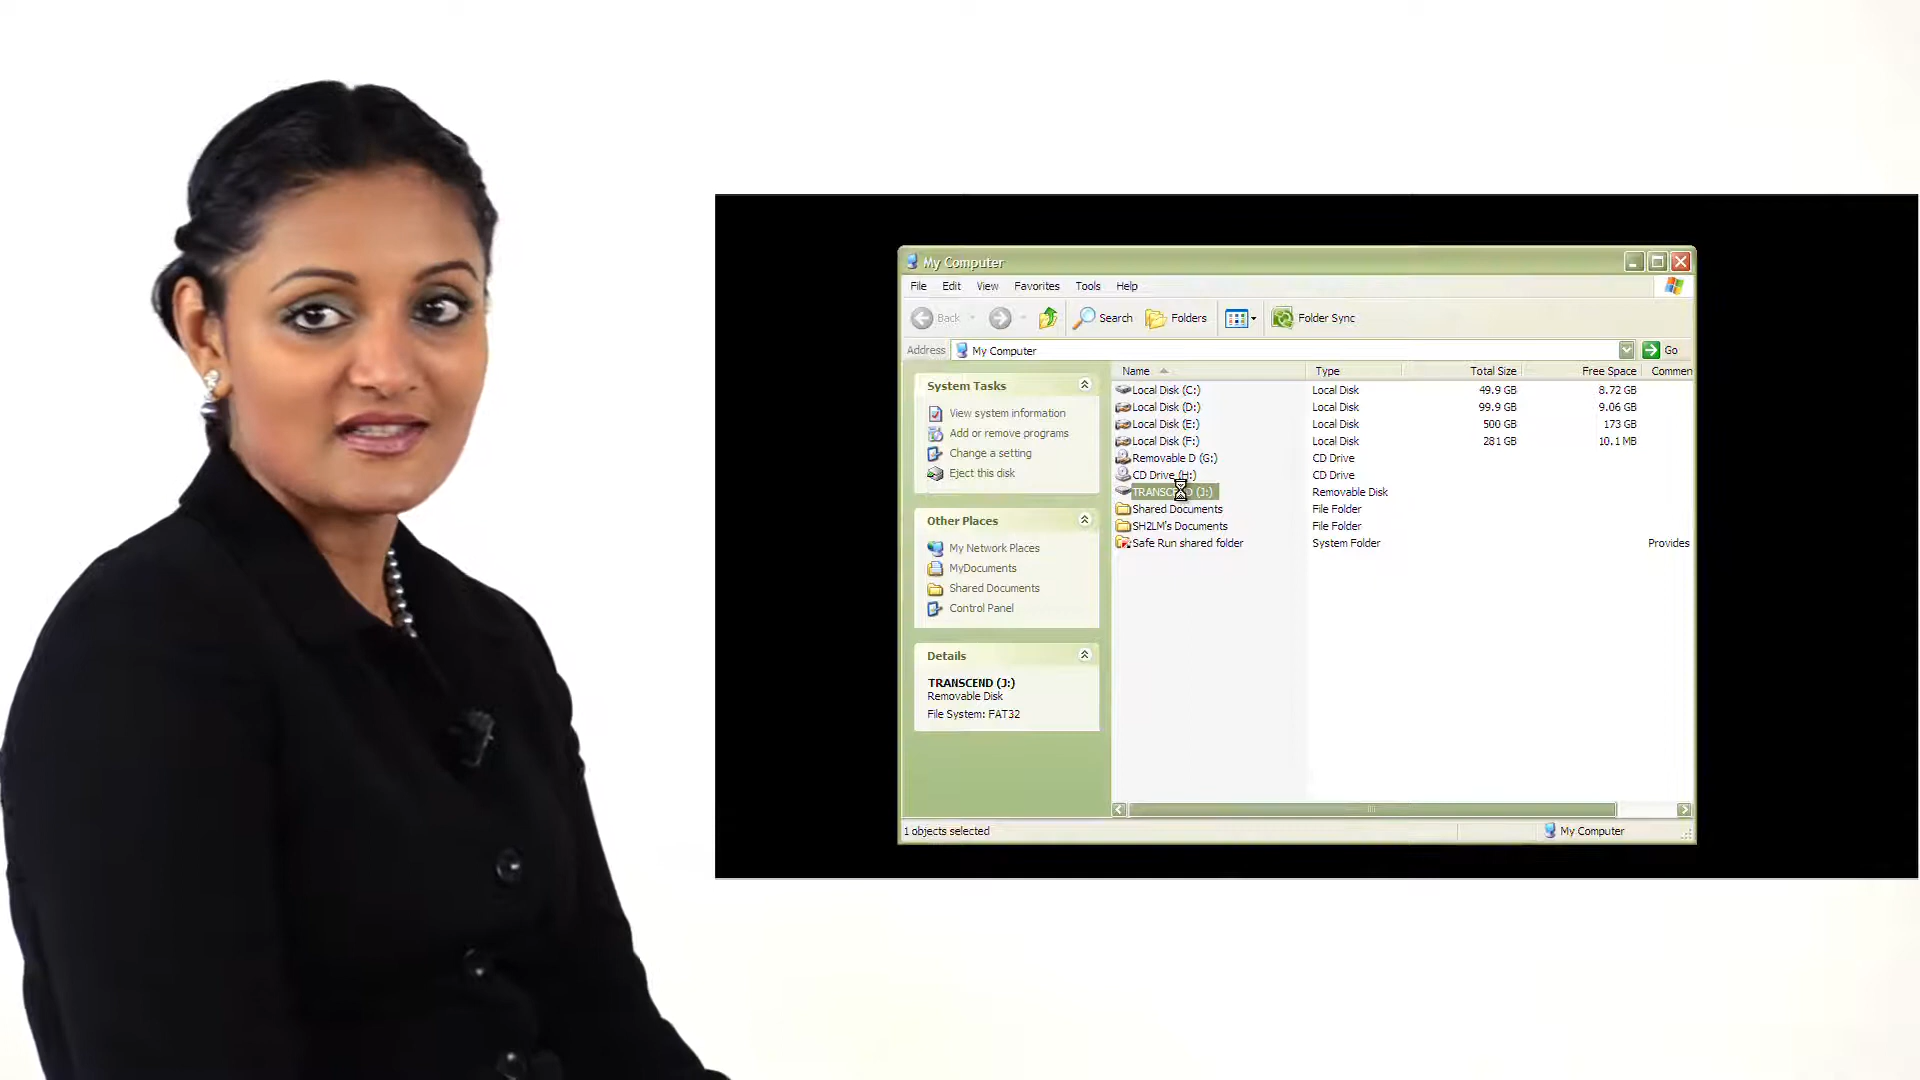 My Computer
File Edit View Favorites Tools Help
Back Search Folders Folder Sync
Address My Computer Go
System Tasks
View system information
Add or remove programs
Change a setting
Eject this disk
Other Places
My Network Places
MyDocuments
Shared Documents
Control Panel
Details
TRANSCEND (J:)
Removable Disk
File System: FAT32
Name Type Total Size Free Space Commen
Local Disk (C:) Local Disk 49.9 GB 8.72 GB
Local Disk (D:) Local Disk 99.9 GB 9.06 GB
Local Disk (E:) Local Disk 500 GB 173 GB
Local Disk (F:) Local Disk 281 GB 10.1 MB
Removable D (G:) CD Drive
CD Drive (H:) CD Drive
TRANSCEND (J:) Removable Disk
Shared Documents File Folder
SH2LM's Documents File Folder
Safe Run shared folder System Folder Provides
1 objects selected My Computer